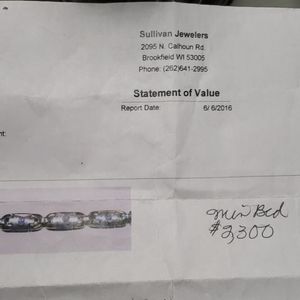 Sullivan Jewelers
2095 N. Calhoun Rd.
Brookfield WI 53005
Phone: (262)641-2995
Statement of Value
Report Date: 6/ 6/2016
Min Bid
$2,300